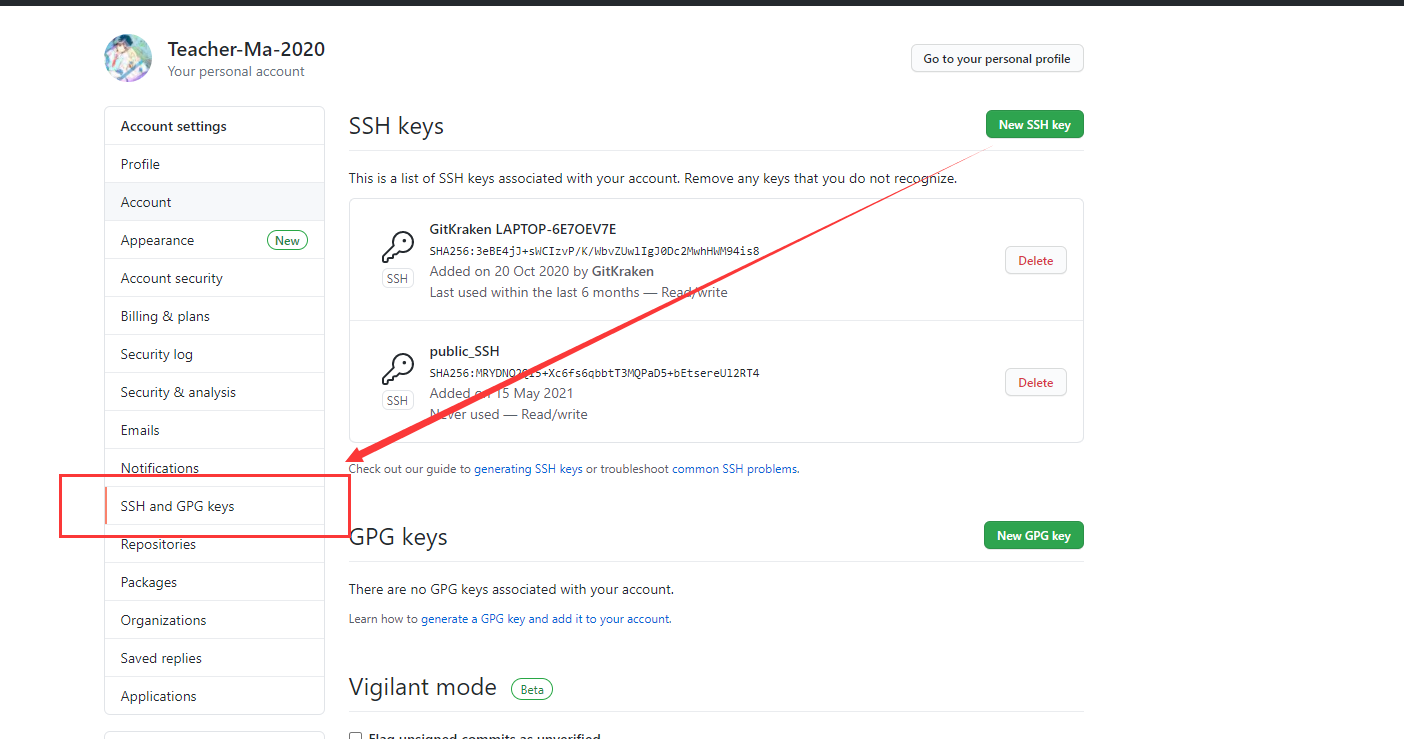 Teacher-Ma-2020
Your personal account
Go to your personal profile
Account settings
Profile
Account
Appearance New
Account security
Billing & plans
Security log
Security & analysis
Emails
Notifications
SSH and GPG keys
Repositories
Packages
Organizations
Saved replies
Applications
SSH keys
New SSH key
This is a list of SSH keys associated with your account. Remove any keys that you do not recognize.
GitKraken LAPTOP-6E7OEV7E
SHA256:3eBE4jJ+sWCIzvP/K/WbvZUwlIgJ0Dc2MwhHWM94is8
Added on 20 Oct 2020 by GitKraken
Last used within the last 6 months — Read/write
SSH
Delete
public_SSH
Added on 15 May 2021
Never used — Read/write
SSH
Delete
Check out our guide to generating SSH keys or troubleshoot common SSH problems.
GPG keys
New GPG key
There are no GPG keys associated with your account.
Learn how to generate a GPG key and add it to your account.
Vigilant mode Beta
Flag unsigned commits as unverified